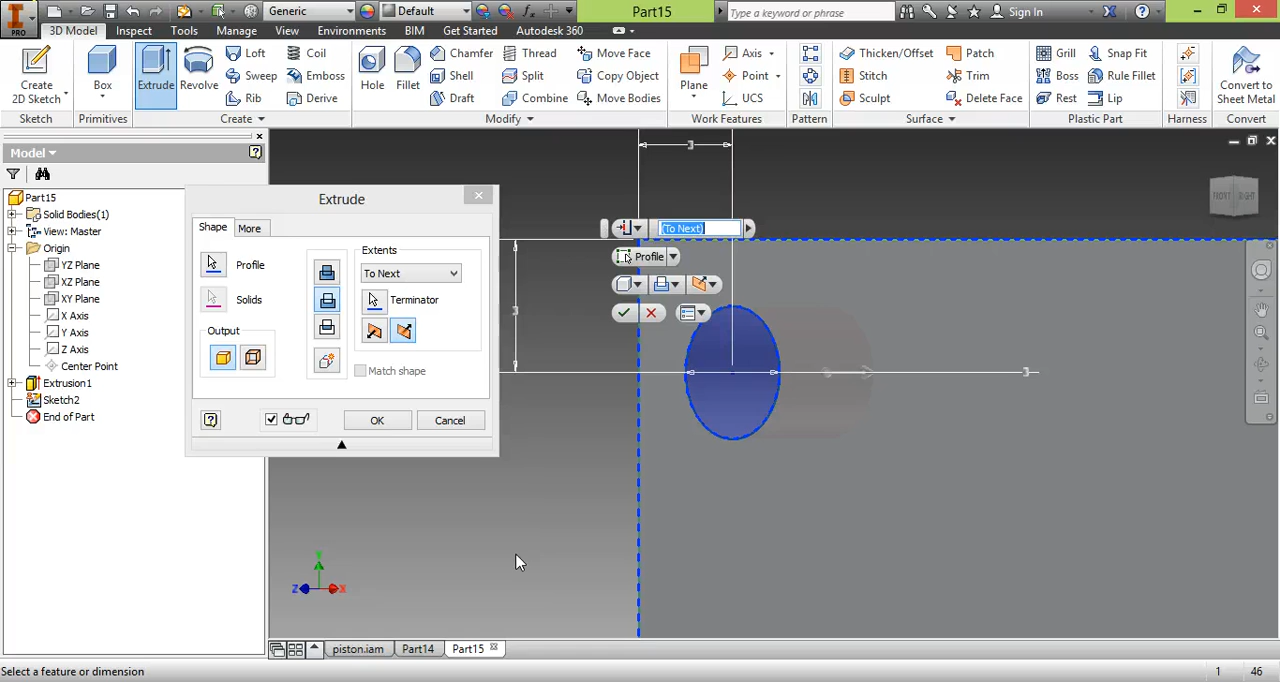 Generic
Default
Part15
Type here a keyword or phrase
Sign In
PRO
3D Model
Inspect
Tools
Manage
View
Environments
BIM
Get Started
Autodesk 360
Create
2D Sketch
Box
Extrude
Revolve
Loft
Sweep
Rib
Coil
Emboss
Derive
Hole
Fillet
Chamfer
Shell
Draft
Thread
Split
Combine
Move Face
Copy Object
Move Bodies
Plane
Axis
Point
UCS
Thicken/Offset
Stitch
Sculpt
Patch
Trim
Delete Face
Grill
Boss
Rest
Snap Fit
Rule Fillet
Lip
Convert to
Sheet Metal
Sketch
Primitives
Create
Modify
Work Features
Pattern
Surface
Plastic Part
Harness
Convert
Model
Part15
Solid Bodies(1)
View: Master
Origin
YZ Plane
XZ Plane
XY Plane
X Axis
Y Axis
Z Axis
Center Point
Extrusion1
Sketch2
End of Part
Extrude
Shape
More
Profile
Solids
Output
Extents
To Next
Terminator
Match shape
OK
Cancel
3
(To Next)
Profile
3
3
FRONT
RIGHT
Y
Z
X
piston.iam
Part14
Part15
Select a feature or dimension
1
46